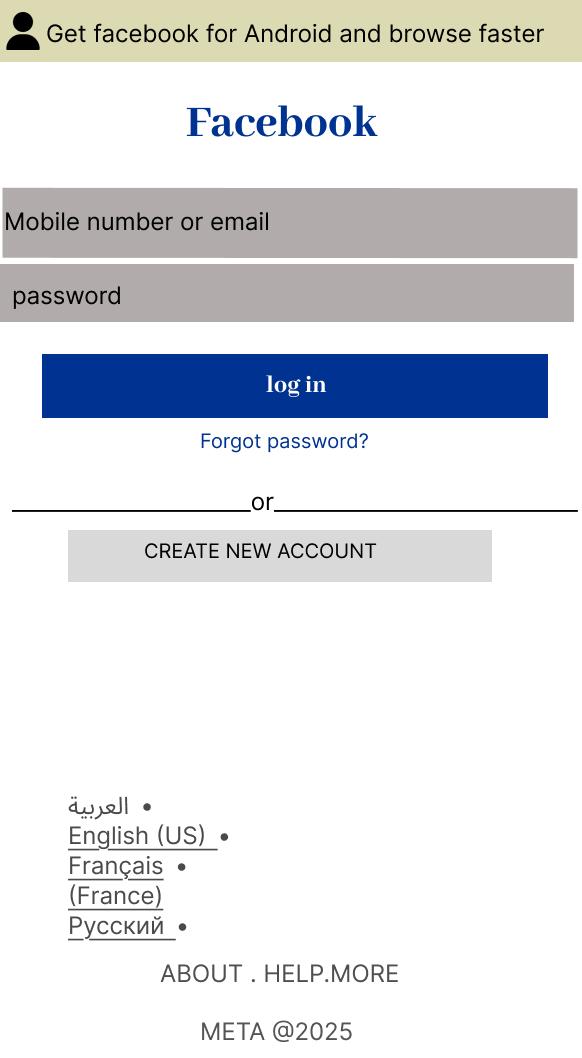 Get facebook for Android and browse faster
Facebook
Mobile number or email
password
log in
Forgot password?
or
CREATE NEW ACCOUNT
العربية •
English (US) •
Français •
(France)
Русский •
ABOUT . HELP.MORE
META @2025